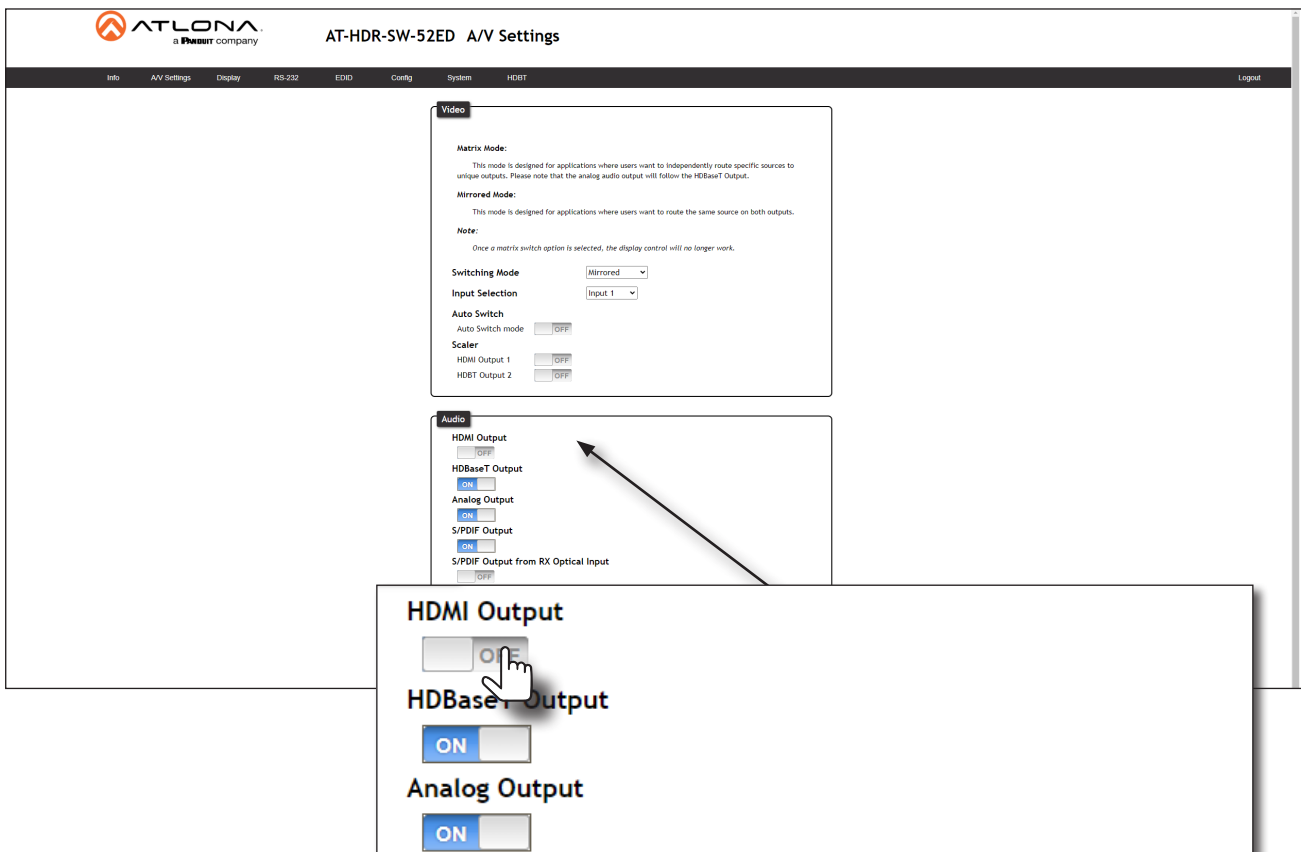 ATLONA.
a PANDUIT company
AT-HDR-SW-52ED A/V Settings
Info A/V Settings Display RS-232 EDID Config System HDBT Logout
Video
Matrix Mode:
This mode is designed for applications where users want to independently route specific sources to
unique outputs. Please note that the analog audio output will follow the HDBaseT Output.
Mirrored Mode:
This mode is designed for applications where users want to route the same source on both outputs.
Note:
Once a matrix switch option is selected, the display control will no longer work.
Switching Mode Mirrored
Input Selection Input 1
Auto Switch
Auto Switch mode OFF
Scaler
HDMI Output 1 OFF
HDBT Output 2 OFF
Audio
HDMI Output
OFF
HDBaseT Output
ON
Analog Output
ON
S/PDIF Output
ON
S/PDIF Output from RX Optical Input
OFF
HDMI Output
OFF
HDBaseT Output
ON
Analog Output
ON